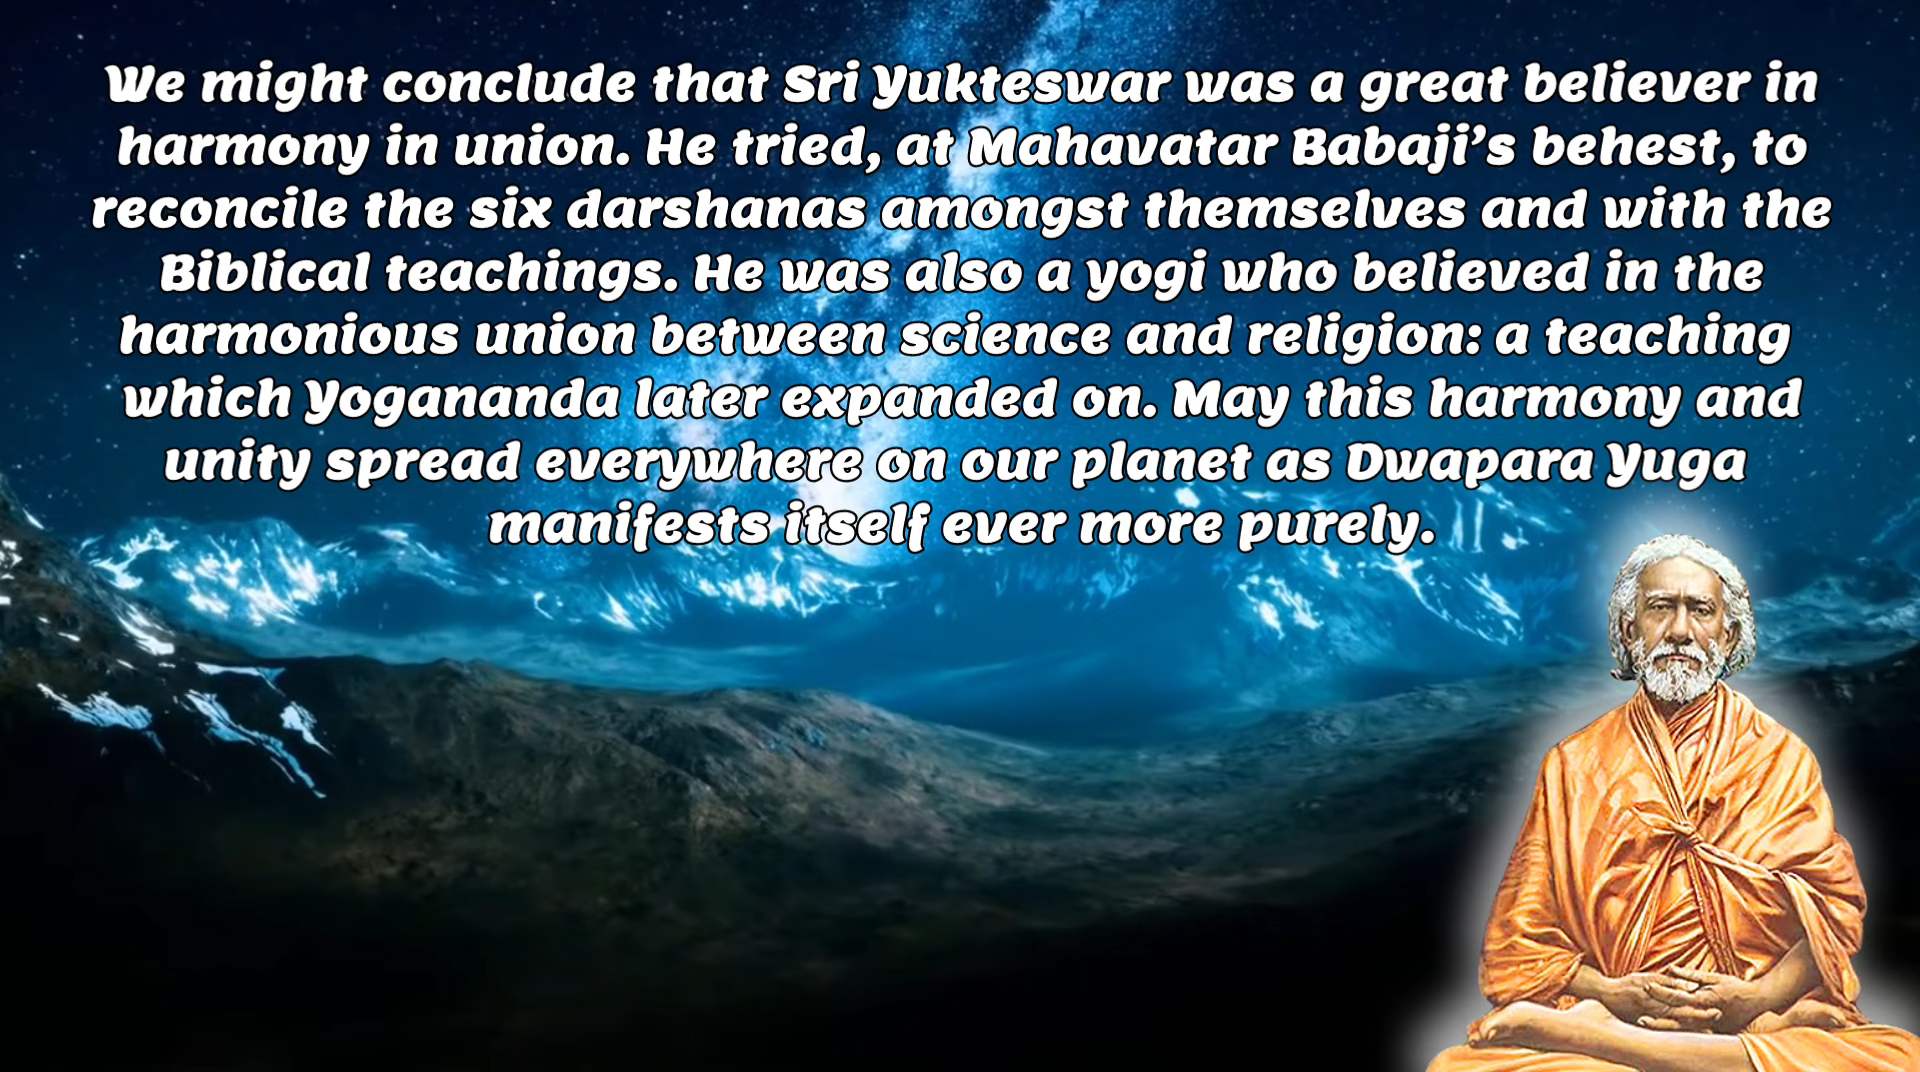 We might conclude that Sri Yukteswar was a great believer in
harmony in union. He tried, at Mahavatar Babaji’s behest, to
reconcile the six darshanas amongst themselves and with the
Biblical teachings. He was also a yogi who believed in the
harmonious union between science and religion: a teaching
which Yogananda later expanded on. May this harmony and
unity spread everywhere on our planet as Dwapara Yuga
manifests itself ever more purely.